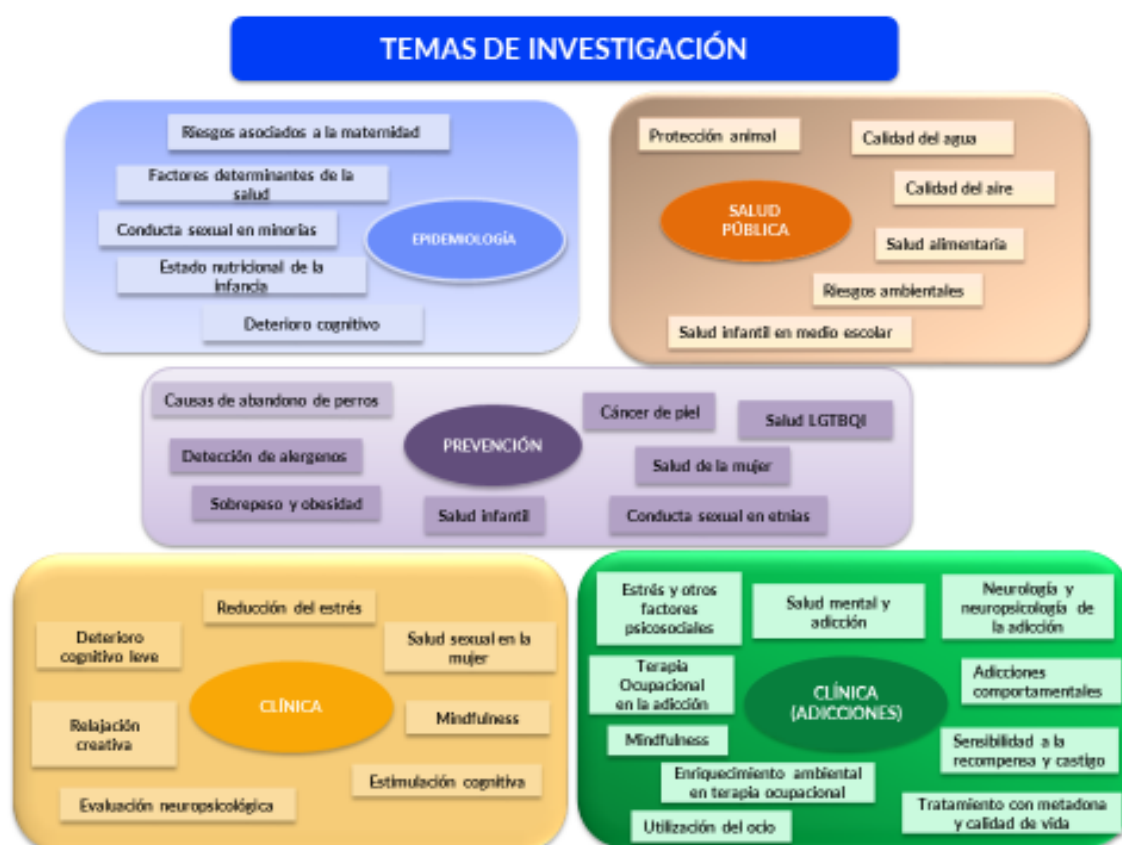 TEMAS DE INVESTIGACIÓN
Riesgos asociados a la maternidad
Factores determinantes de la
salud
Conducta sexual en minorias
Estado nutricional de la
infancia
Deterioro cognitivo
EPIDEMIOLOGÍA
Protección animal
Calidad del agua
Calidad del aire
SALUD
PÚBLICA
Salud alimentaria
Riesgos ambientales
Salud infantil en medio escolar
Causas de abandono de perros
Detección de alergenos
Sobrepeso y obesidad
PREVENCIÓN
Salud infantil
Cáncer de piel
Salud LGTBQI
Salud de la mujer
Conducta sexual en etnias
Reducción del estrés
Deterioro
cognitivo leve
Salud sexual en la
mujer
CLÍNICA
Relajación
creativa
Mindfulness
Estimulación cognitiva
Evaluación neuropsicológica
Estrés y otros
factores
psicosociales
Salud mental y
adicción
Neurología y
neuropsicología de
la adicción
Terapia
Ocupacional
en la adicción
CLÍNICA
(ADICCIONES)
Adicciones
comportamentales
Mindfulness
Sensibilidad a la
recompensa y castigo
Enriquecimiento ambiental
en terapia ocupacional
Utilización del ocio
Tratamiento con metadona
y calidad de vida